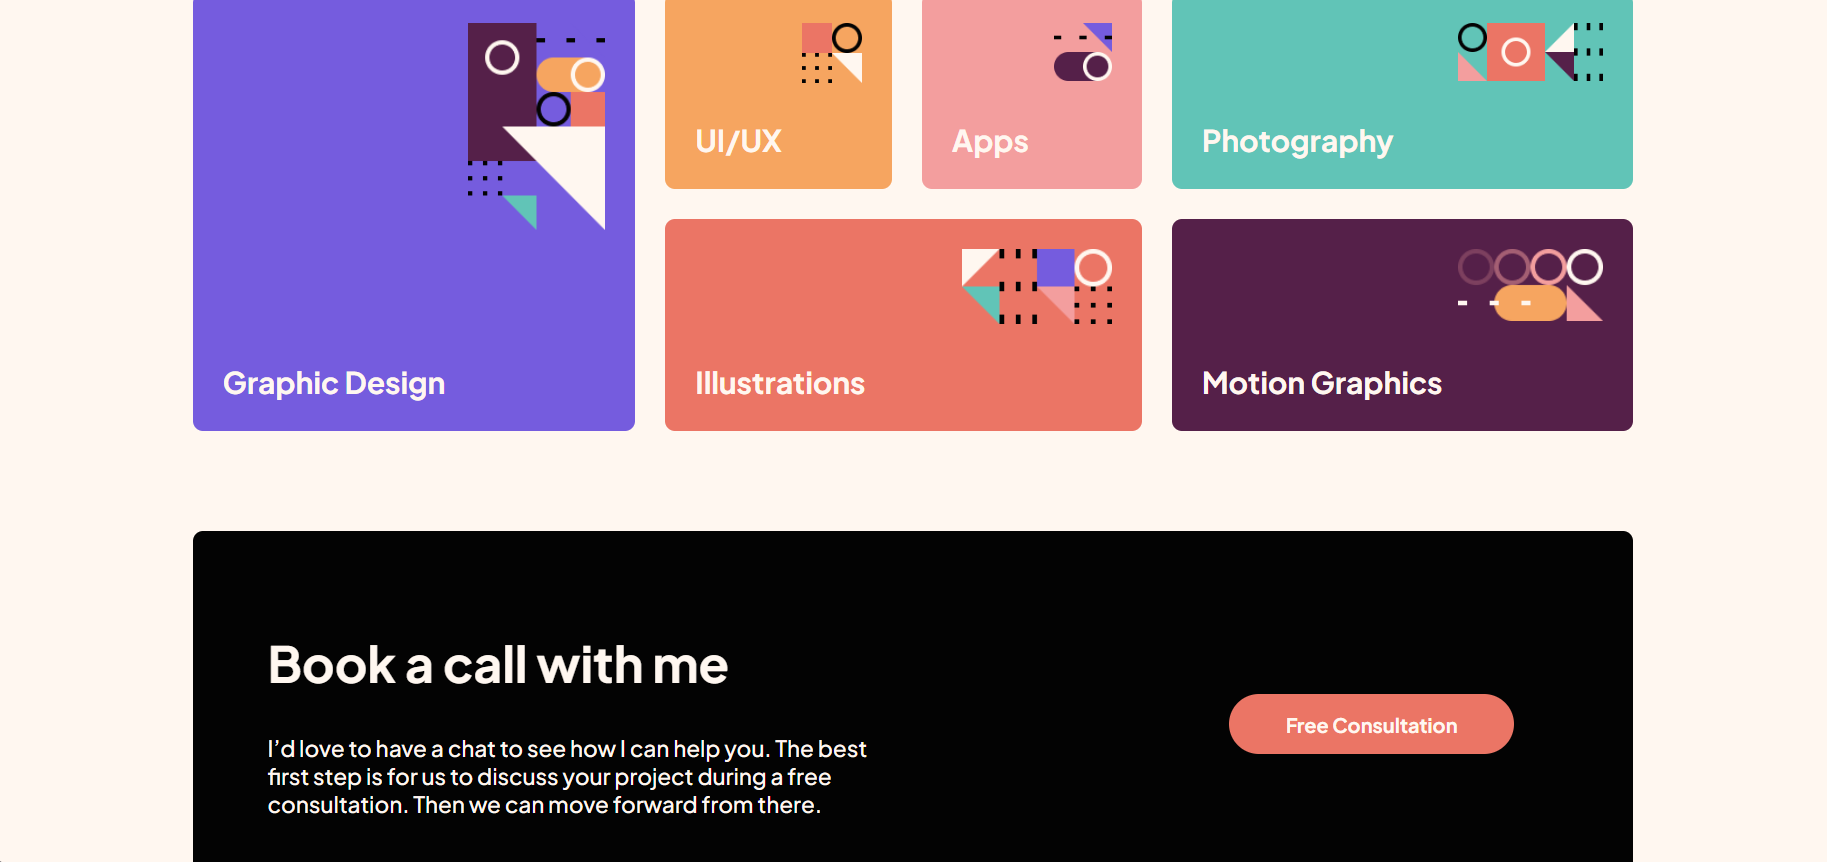 UI/UX
Apps
Photography
Graphic Design
Illustrations
Motion Graphics
Book a call with me
I’d love to have a chat to see how I can help you. The best
first step is for us to discuss your project during a free
consultation. Then we can move forward from there.
Free Consultation